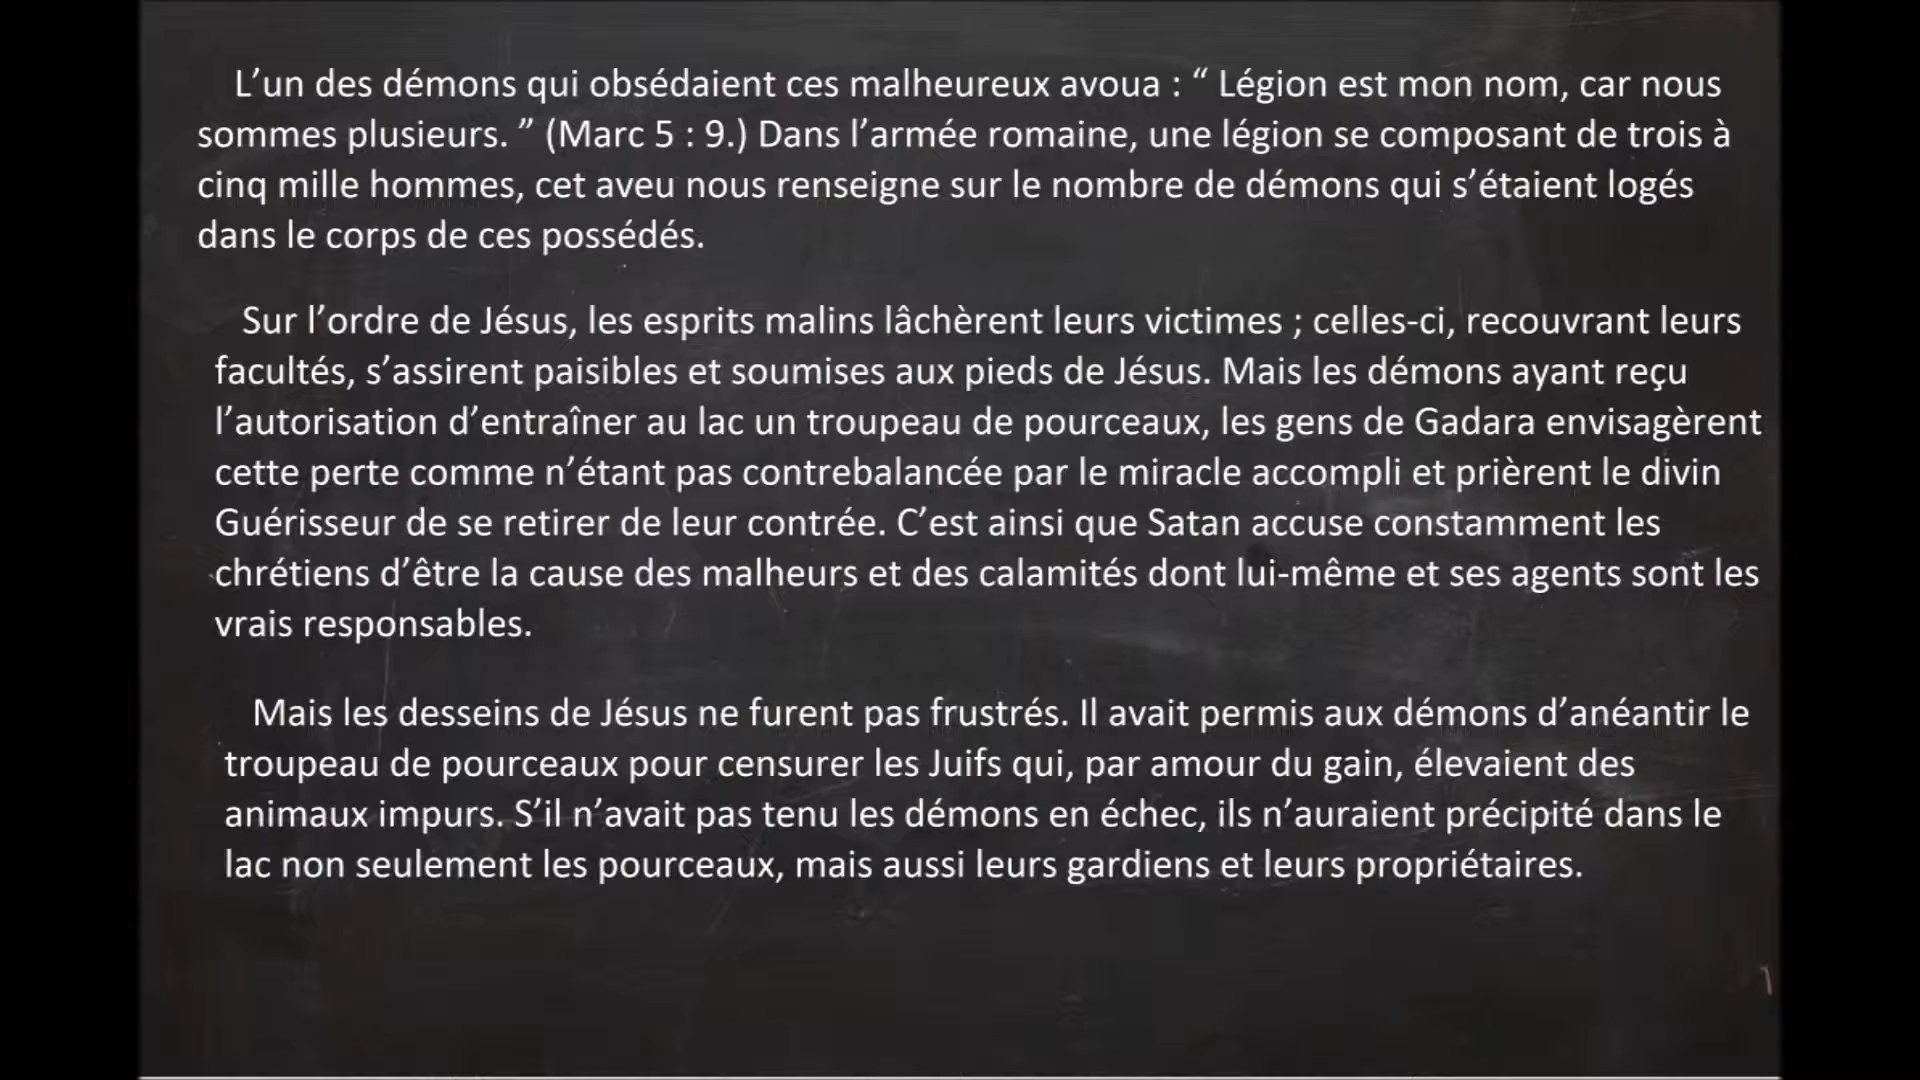 L’un des démons qui obsédaient ces malheureux avoua : “ Légion est mon nom, car nous
sommes plusieurs. ” (Marc 5 : 9.) Dans l’armée romaine, une légion se composant de trois à
cinq mille hommes, cet aveu nous renseigne sur le nombre de démons qui s’étaient logés
dans le corps de ces possédés.
Sur l’ordre de Jésus, les esprits malins lâchèrent leurs victimes ; celles-ci, recouvrant leurs
facultés, s’assirent paisibles et soumises aux pieds de Jésus. Mais les démons ayant reçu
l’autorisation d’entraîner au lac un troupeau de pourceaux, les gens de Gadara envisagèrent
cette perte comme n’étant pas contrebalancée par le miracle accompli et prièrent le divin
Guérisseur de se retirer de leur contrée. C’est ainsi que Satan accuse constamment les
chrétiens d’être la cause des malheurs et des calamités dont lui-même et ses agents sont les
vrais responsables.
Mais les desseins de Jésus ne furent pas frustrés. Il avait permis aux démons d’anéantir le
troupeau de pourceaux pour censurer les Juifs qui, par amour du gain, élevaient des
animaux impurs. S’il n’avait pas tenu les démons en échec, ils n’auraient précipité dans le
lac non seulement les pourceaux, mais aussi leurs gardiens et leurs propriétaires.